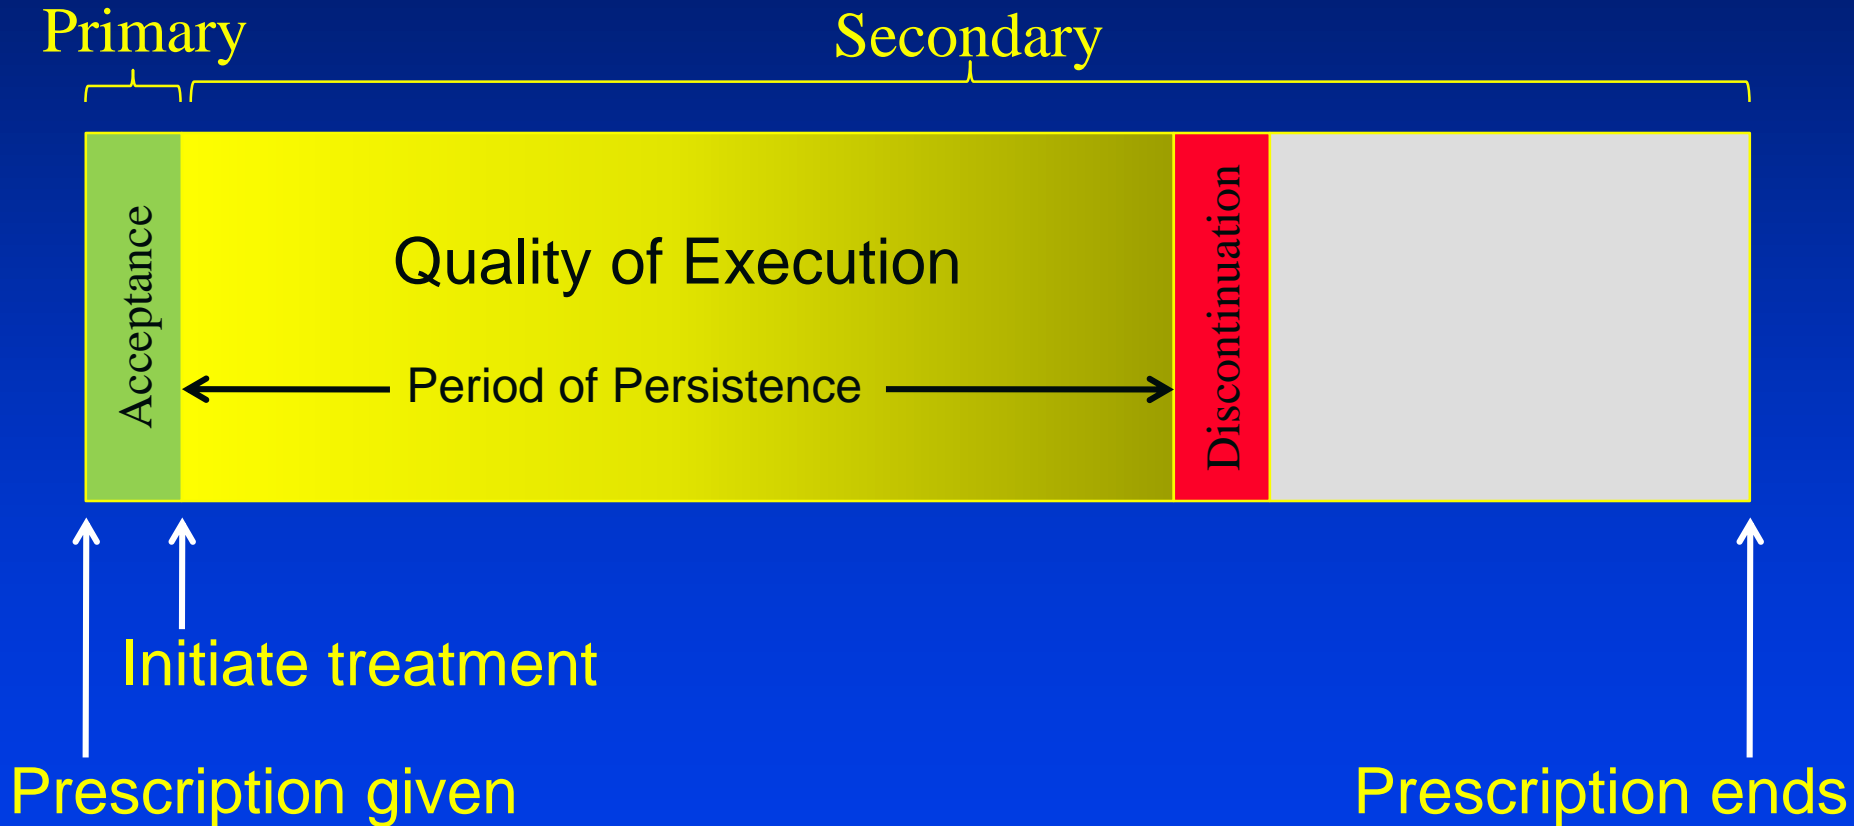 Primary
Secondary
Acceptance
Quality of Execution
Period of Persistence
Discontinuation
Initiate treatment
Prescription given
Prescription ends